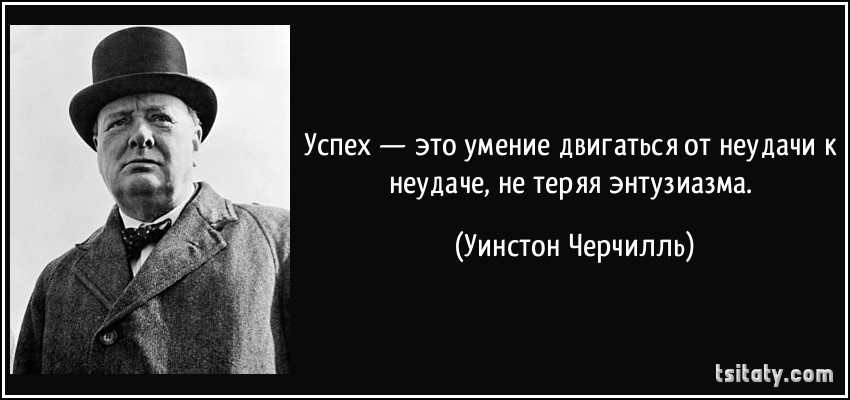 Успех — это умение двигаться от неудачи к
неудаче, не теряя энтузиазма.
(Уинстон Черчилль)
tsitaty.com